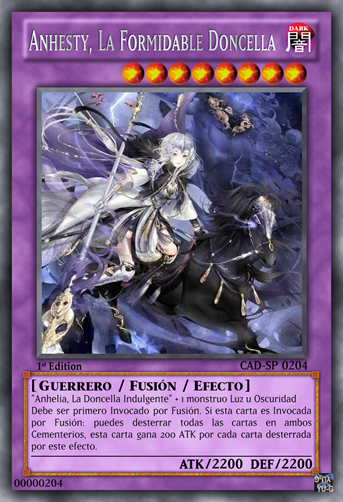 Anhesty, La Formidable Doncella
DARK
闇
1st Edition
CAD-SP 0204
[ Guerrero / Fusión / Efecto ]
"Anhelia, La Doncella Indulgente" + 1 monstruo Luz u Oscuridad
Debe ser primero Invocado por Fusión. Si esta carta es Invocada
por Fusión: puedes desterrar todas las cartas en ambos
Cementerios, esta carta gana 200 ATK por cada carta desterrada
por este efecto.
ATK/2200 DEF/2200
00000204